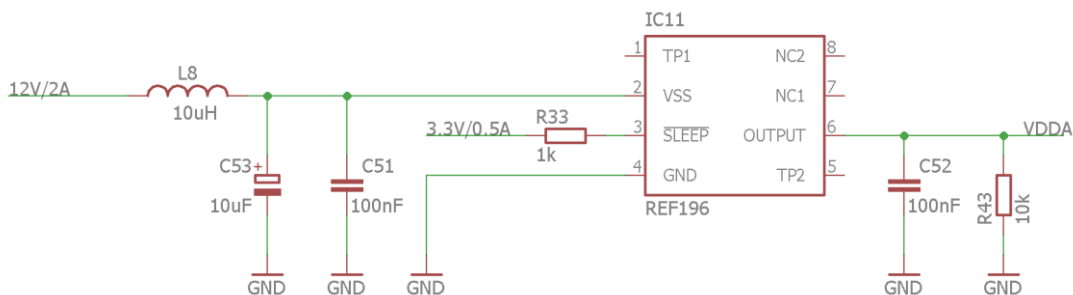 IC11
1 TP1 NC2 8
L8
12V/2A
10uH
2 VSS NC1 7
3.3V/0.5A
R33
1k
3 SLEEP OUTPUT 6
VDDA
C53
+
10uF
C51
100nF
4 GND TP2 5
REF196
C52
100nF
R43
10k
GND GND GND GND GND